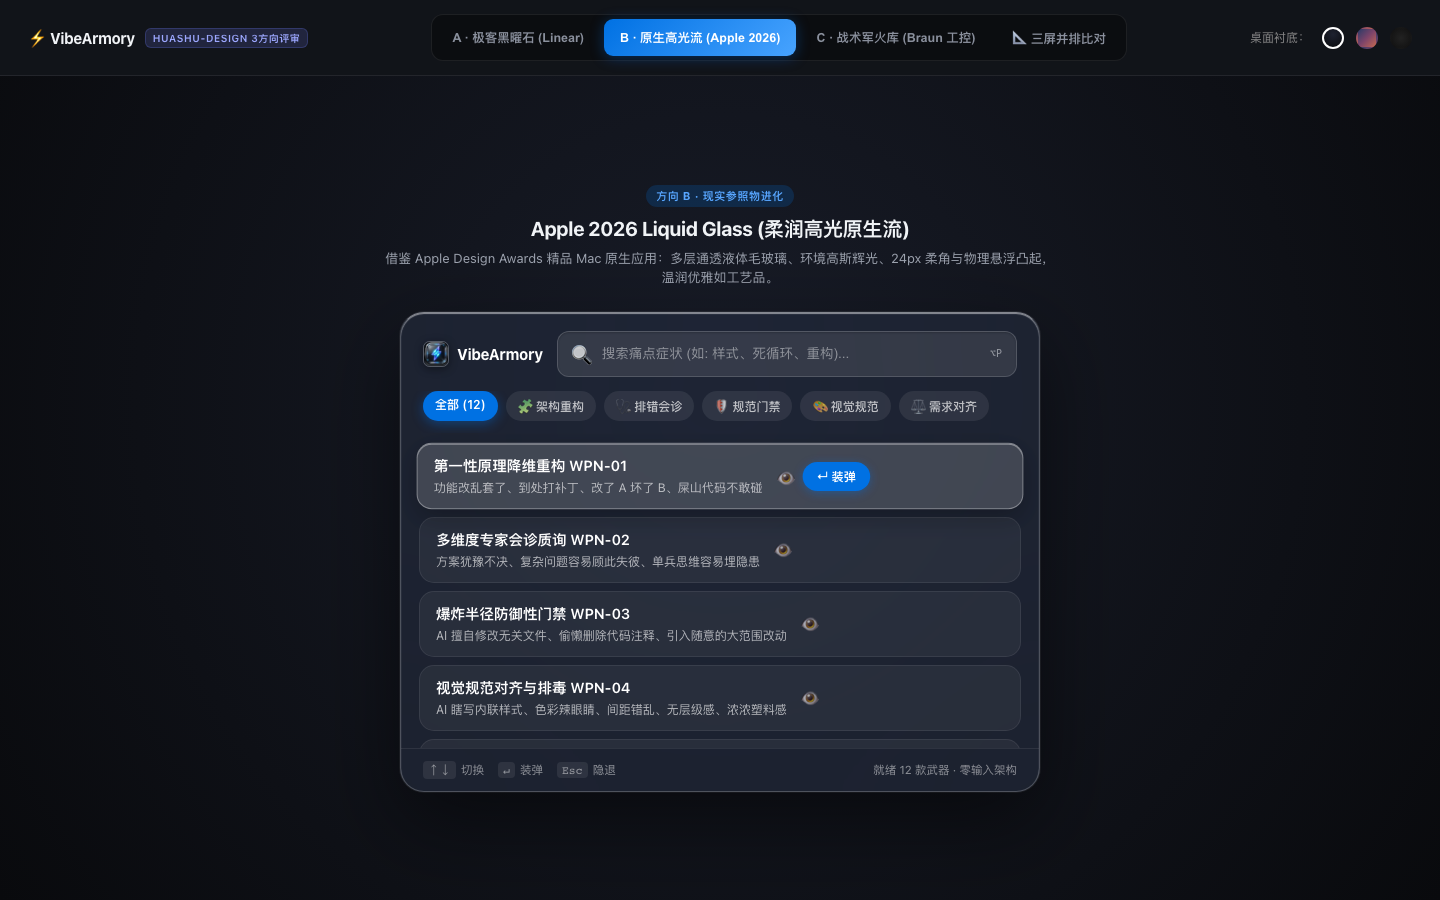 ⚡ VibeArmory HUASHU-DESIGN 3方向评审
A · 极客黑曜石 (Linear)
B · 原生高光流 (Apple 2026)
C · 战术军火库 (Braun 工控)
📐 三屏并排比对
桌面衬底：
方向 B · 现实参照物进化
Apple 2026 Liquid Glass (柔润高光原生流)
借鉴 Apple Design Awards 精品 Mac 原生应用：多层通透液体毛玻璃、环境高斯辉光、24px 柔角与物理悬浮凸起，
温润优雅如工艺品。
VibeArmory
搜索痛点症状 (如: 样式、死循环、重构)...
⌥P
全部 (12)
架构重构
排错会诊
规范门禁
视觉规范
需求对齐
第一性原理降维重构 WPN-01
功能改乱套了、到处打补丁、改了 A 坏了 B、屎山代码不敢碰
↵ 装弹
多维度专家会诊质询 WPN-02
方案犹豫不决、复杂问题容易顾此失彼、单兵思维容易埋隐患
爆炸半径防御性门禁 WPN-03
AI 擅自修改无关文件、偷懒删除代码注释、引入随意的大范围改动
视觉规范对齐与排毒 WPN-04
AI 瞎写内联样式、色彩辣眼睛、间距错乱、无层级感、浓浓塑料感
↑↓ 切换 ↵ 装弹 Esc 隐退
就绪 12 款武器 · 零输入架构